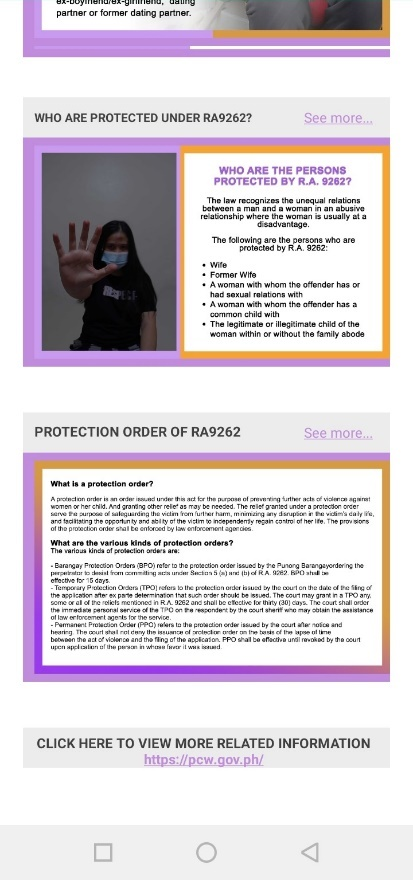 ex-boyfriend/ex-girlfriend, dating
partner or former dating partner.
WHO ARE PROTECTED UNDER RA9262?
See more...
WHO ARE THE PERSONS
PROTECTED BY R.A. 9262?
The law recognizes the unequal relations
between a man and a woman in an abusive
relationship where the woman is usually at a
disadvantage.
The following are the persons who are
protected by R.A. 9262:
• Wife
• Former Wife
• A woman with whom the offender has or
had sexual relations with
• A woman with whom the offender has a
common child with
• The legitimate or illegitimate child of the
woman within or without the family abode
PROTECTION ORDER OF RA9262
See more...
What is a protection order?
A protection order is an order issued under this act for the purpose of preventing further acts of violence against
women or her child. And granting other relief as may be needed. The relief granted under a protection order
serve the purpose of safeguarding the victim from further harm, minimizing any disruption in the victim's daily life,
and facilitating the opportunity and ability of the victim to independently regain control of her life. The provisions
of the protection order shall be enforced by law enforcement agencies.
What are the various kinds of protection orders?
The various kinds of protection orders are:
- Barangay Protection Orders (BPO) refer to the protection order issued by the Punong Barangayordering the
perpetrator to desist from committing acts under Section 5 (a) and (b) of R.A. 9262. BPO shall be
effective for 15 days.
- Temporary Protection Orders (TPO) refers to the protection order issued by the court on the date of the filing of
the application after ex parte determination that such order should be issued. The court may grant in a TPO any,
some or all of the reliefs mentioned in R.A. 9262 and shall be effective for thirty (30) days. The court shall order
the immediate personal service of the TPO on the respondent by the court sheriff who may obtain the assistance
of law enforcement agents for the service.
- Permanent Protection Order (PPO) refers to the protection order issued by the court after notice and
hearing. The court shall not deny the issuance of protection order on the basis of the lapse of time
between the act of violence and the filing of the application. PPO shall be effective until revoked by the court
upon application of the person in whose favor it was issued.
CLICK HERE TO VIEW MORE RELATED INFORMATION
https://pcw.gov.ph/